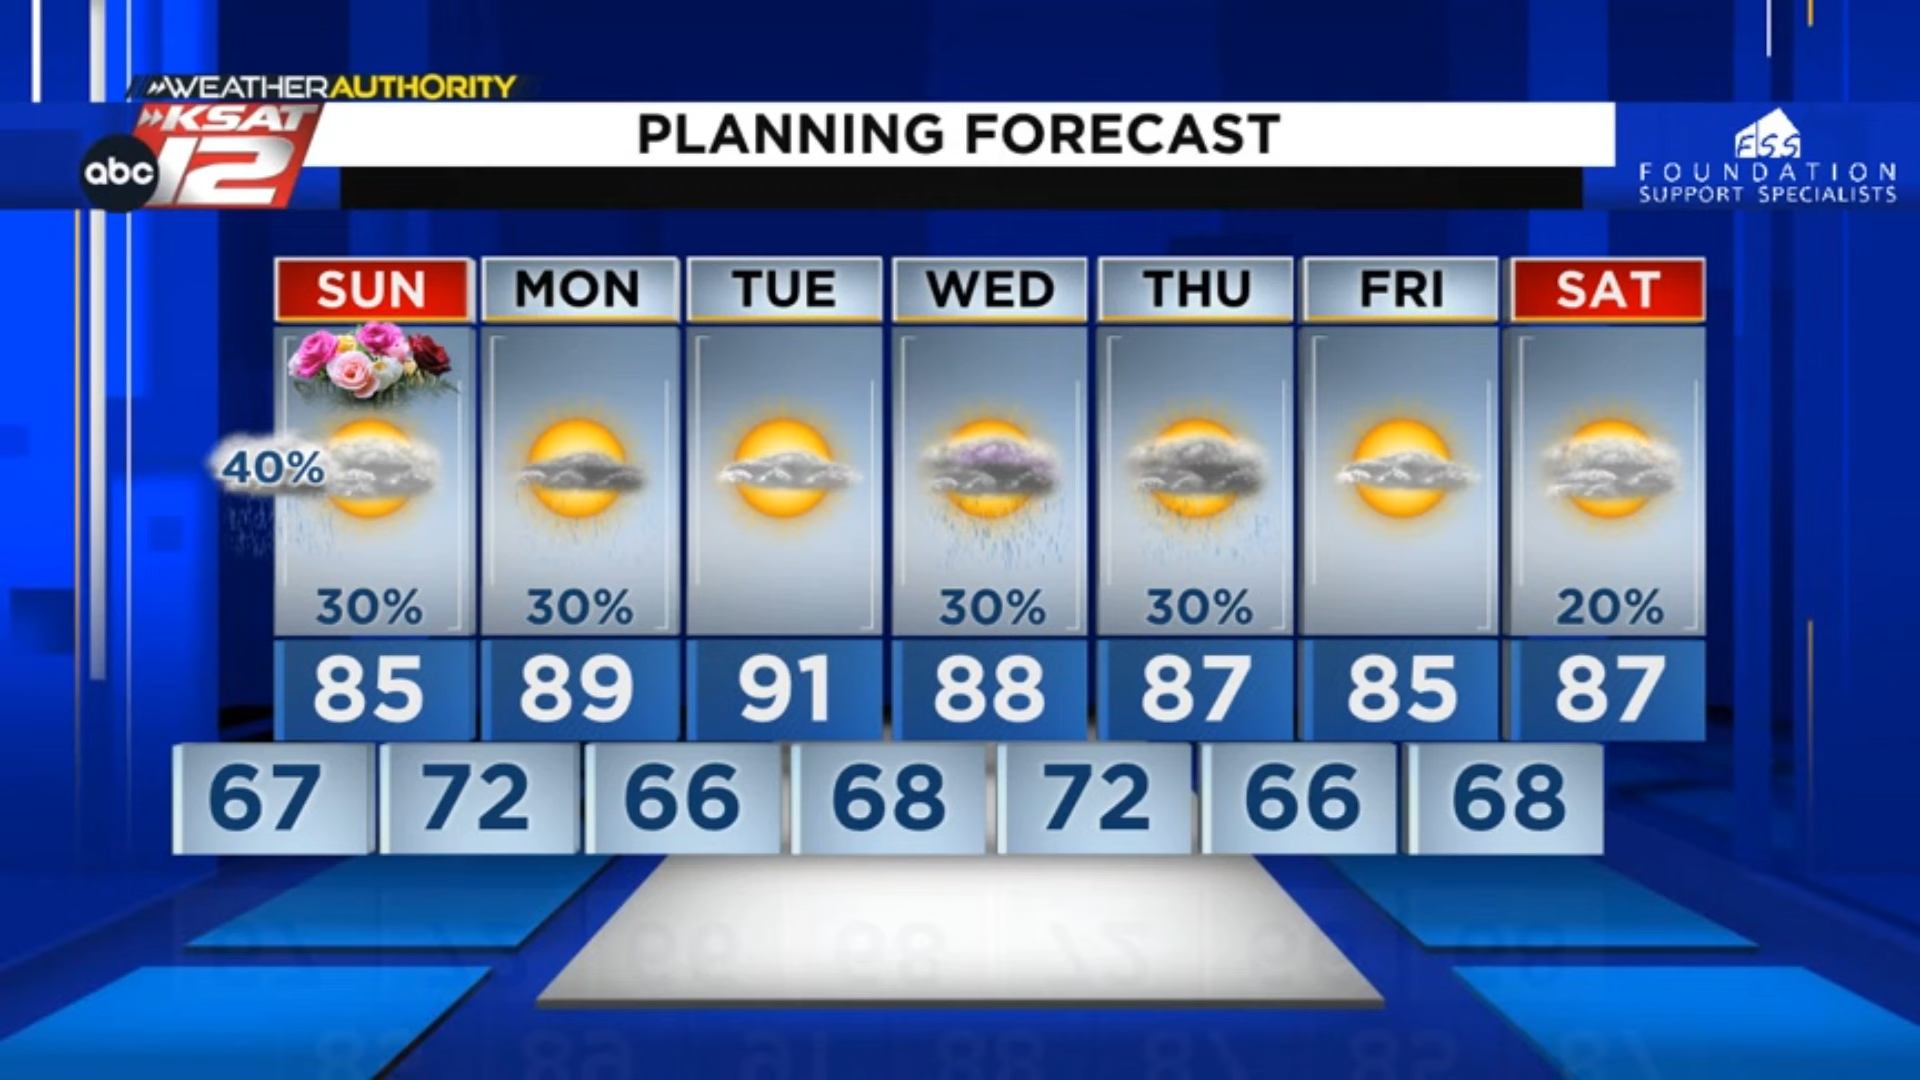 WEATHERAUTHORITY
KSAT
abc 12
PLANNING FORECAST
FSS
FOUNDATION
SUPPORT SPECIALISTS
SUN MON TUE WED THU FRI SAT
40%
30% 30% 30% 30% 20%
85 89 91 88 87 85 87
67 72 66 68 72 66 68